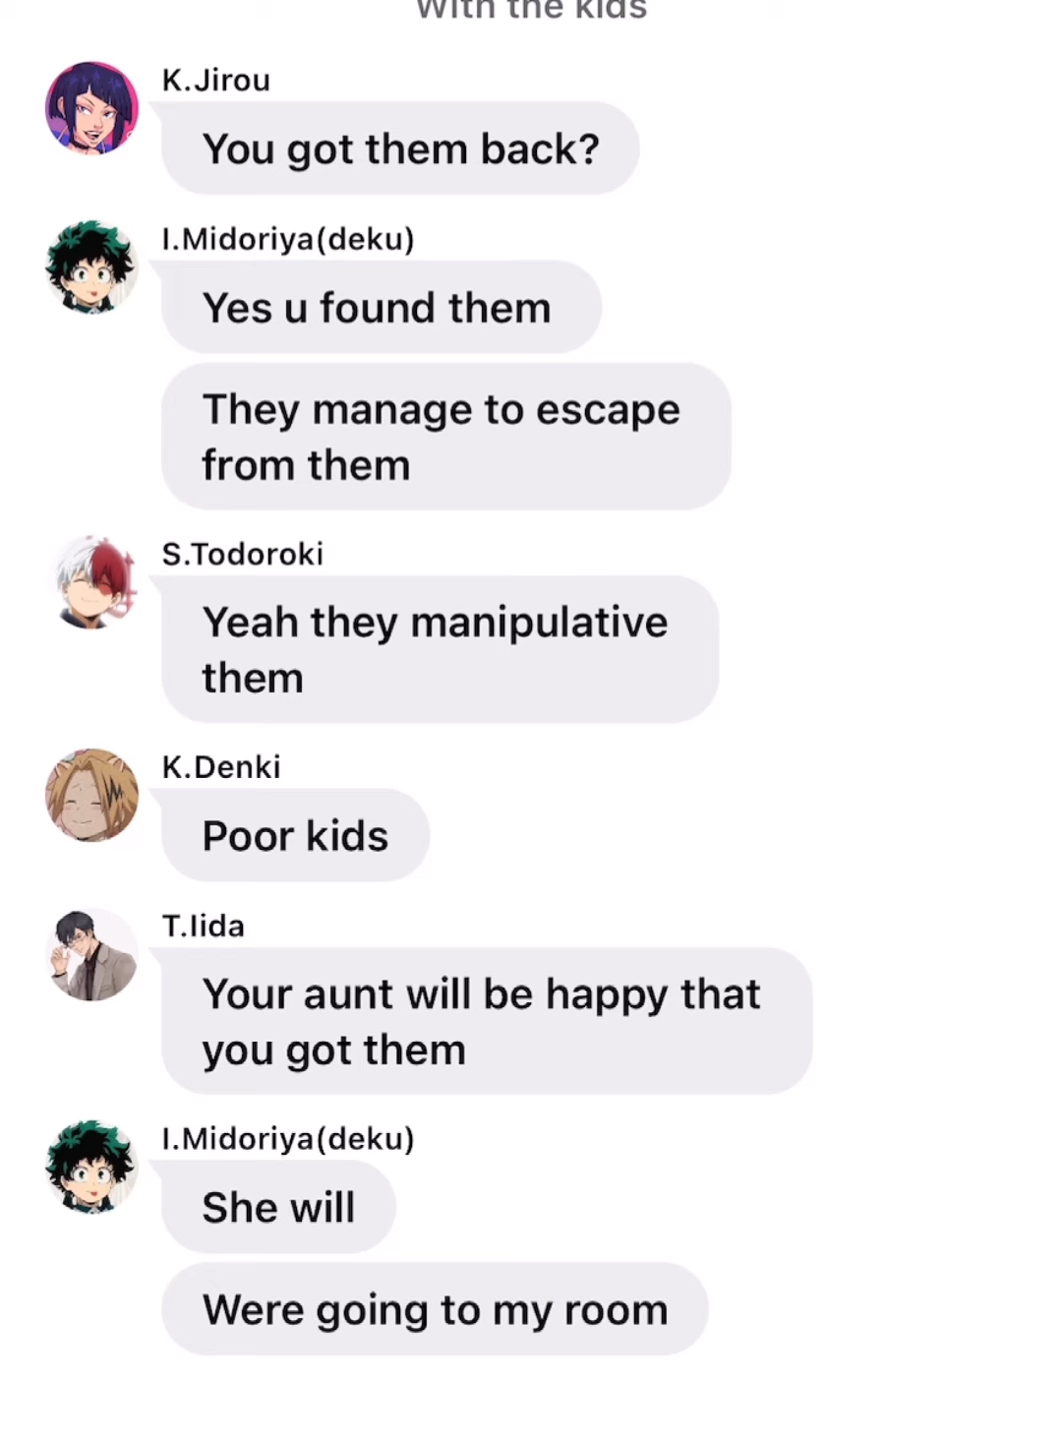 With the kids
K.Jirou
You got them back?
I.Midoriya(deku)
Yes u found them
They manage to escape
from them
S.Todoroki
Yeah they manipulative
them
K.Denki
Poor kids
T.Iida
Your aunt will be happy that
you got them
I.Midoriya(deku)
She will
Were going to my room